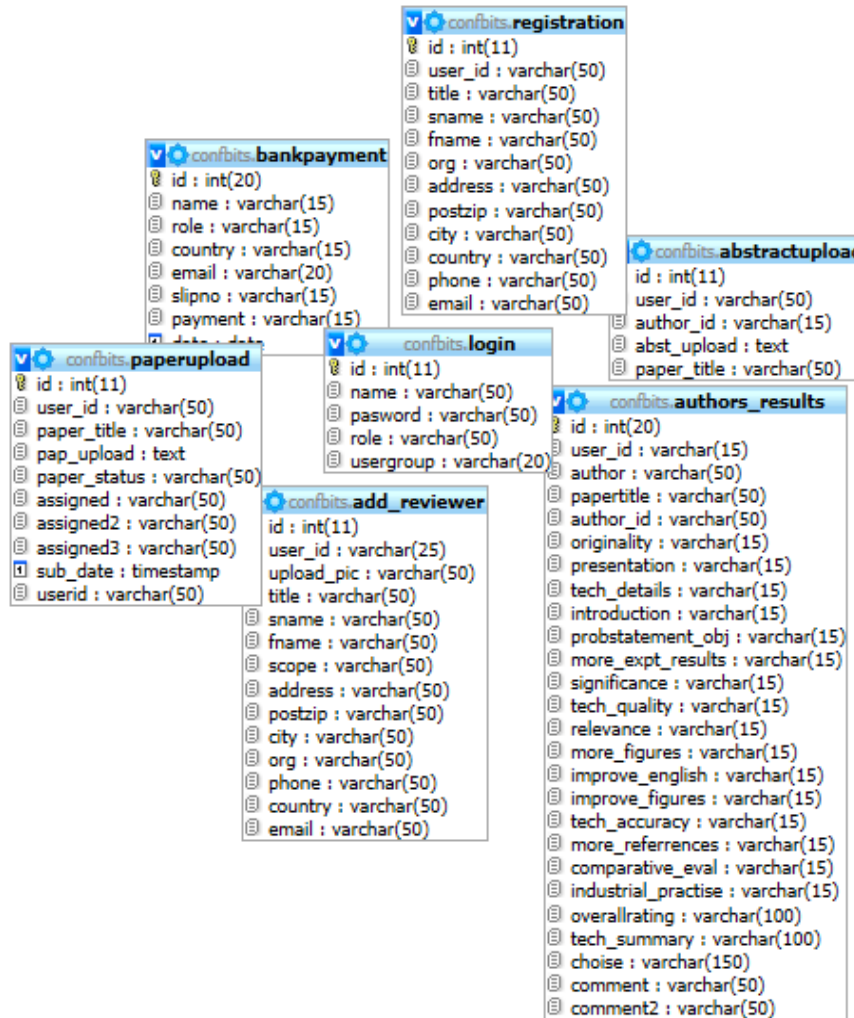 confbits.registration
id : int(11)
user_id : varchar(50)
title : varchar(50)
sname : varchar(50)
fname : varchar(50)
org : varchar(50)
address : varchar(50)
postzip : varchar(50)
city : varchar(50)
country : varchar(50)
phone : varchar(50)
email : varchar(50)
confbits.bankpayment
id : int(20)
name : varchar(15)
role : varchar(15)
country : varchar(15)
email : varchar(20)
slipno : varchar(15)
payment : varchar(15)
date : date
confbits.abstractupload
id : int(11)
user_id : varchar(50)
author_id : varchar(15)
abst_upload : text
paper_title : varchar(50)
confbits.paperupload
id : int(11)
user_id : varchar(50)
paper_title : varchar(50)
pap_upload : text
paper_status : varchar(50)
assigned : varchar(50)
assigned2 : varchar(50)
assigned3 : varchar(50)
sub_date : timestamp
userid : varchar(50)
confbits.login
id : int(11)
name : varchar(50)
pasword : varchar(50)
role : varchar(50)
usergroup : varchar(20)
confbits.add_reviewer
id : int(11)
user_id : varchar(25)
upload_pic : varchar(50)
title : varchar(50)
sname : varchar(50)
fname : varchar(50)
scope : varchar(50)
address : varchar(50)
postzip : varchar(50)
city : varchar(50)
org : varchar(50)
phone : varchar(50)
country : varchar(50)
email : varchar(50)
confbits.authors_results
id : int(20)
user_id : varchar(15)
author : varchar(50)
papertitle : varchar(50)
author_id : varchar(50)
originality : varchar(15)
presentation : varchar(15)
tech_details : varchar(15)
introduction : varchar(15)
probstatement_obj : varchar(15)
more_expt_results : varchar(15)
significance : varchar(15)
tech_quality : varchar(15)
relevance : varchar(15)
more_figures : varchar(15)
improve_english : varchar(15)
improve_figures : varchar(15)
tech_accuracy : varchar(15)
more_referrences : varchar(15)
comparative_eval : varchar(15)
industrial_practise : varchar(15)
overallrating : varchar(100)
tech_summary : varchar(100)
choise : varchar(150)
comment : varchar(50)
comment2 : varchar(50)